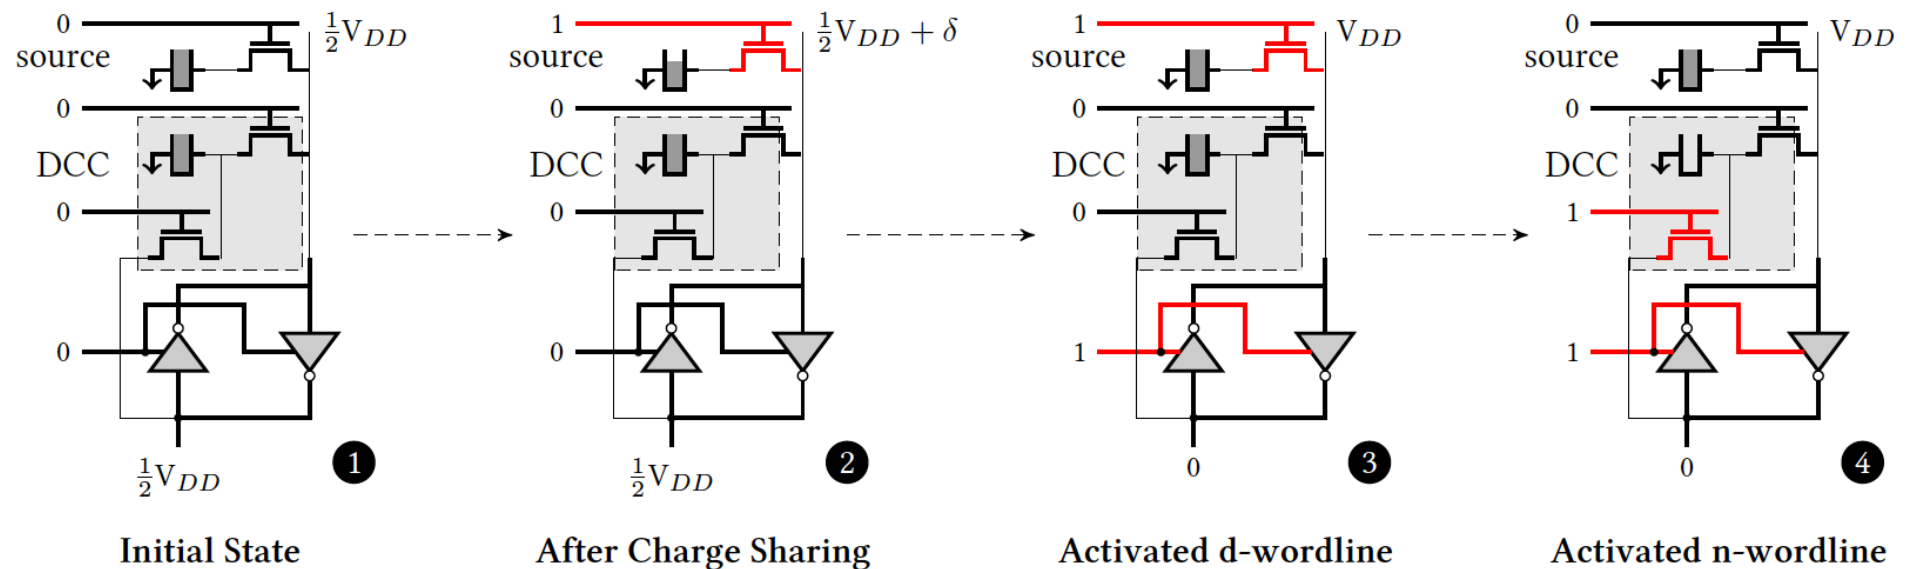 0
source
0
DCC
0
0
½V_DD
½V_DD
1
Initial State
1
source
0
DCC
0
0
½V_DD + δ
½V_DD
2
After Charge Sharing
1
source
0
DCC
0
1
V_DD
0
3
Activated d-wordline
0
source
0
DCC
1
1
V_DD
0
4
Activated n-wordline